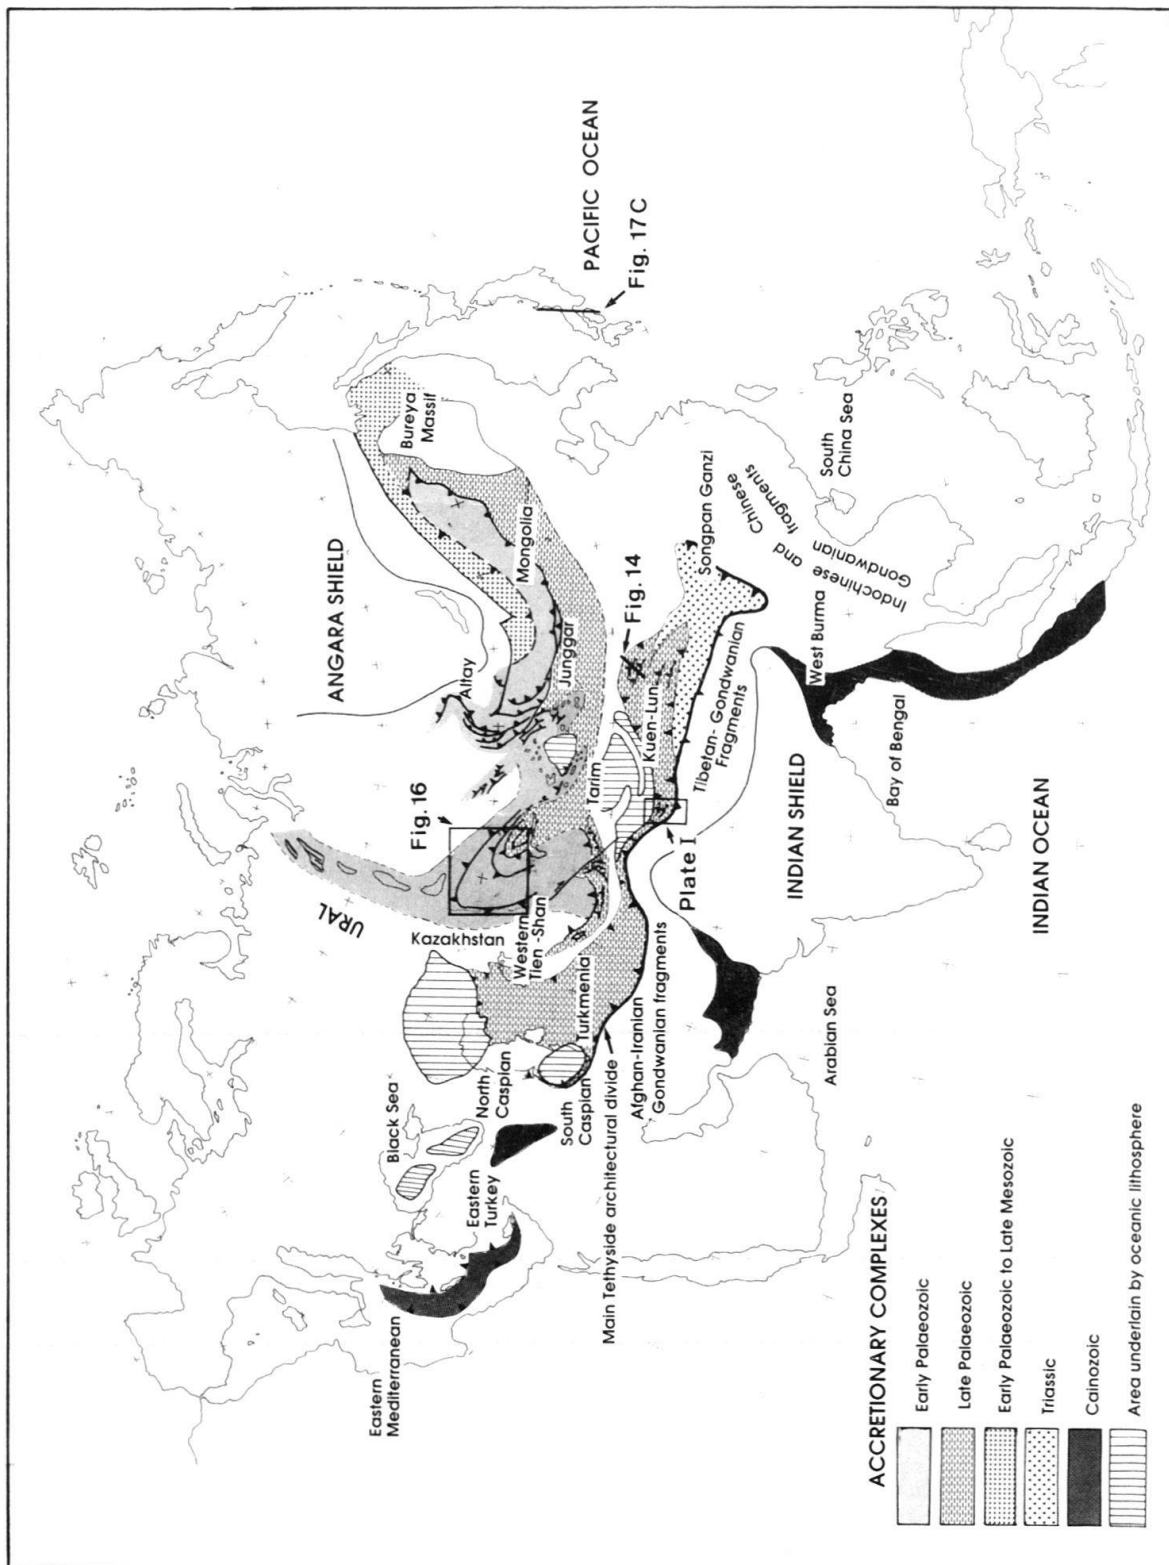 PACIFIC OCEAN
Fig. 17 C
ANGARA SHIELD
Bureya
Massif
Mongolia
Altay
Junggar
Songpan Ganzi
Fig. 14
Indochinese and Chinese
Gondwanian fragments
South
China Sea
Kuen-Lun
Tarim
Tibetan- Gondwanian
Fragments
West Burma
Bay of Bengal
Fig. 16
URAL
Kazakhstan
Western
Tien -Shan
Plate I
INDIAN SHIELD
INDIAN OCEAN
Turkmenia
Afghan-Iranian
Gondwanian fragments
Arabian Sea
North
Caspian
South
Caspian
Main Tethyside architectural divide
Black Sea
Eastern
Turkey
Eastern
Mediterranean
ACCRETIONARY COMPLEXES
Early Palaeozoic
Late Palaeozoic
Early Palaeozoic to Late Mesozoic
Triassic
Cainozoic
Area underlain by oceanic lithosphere